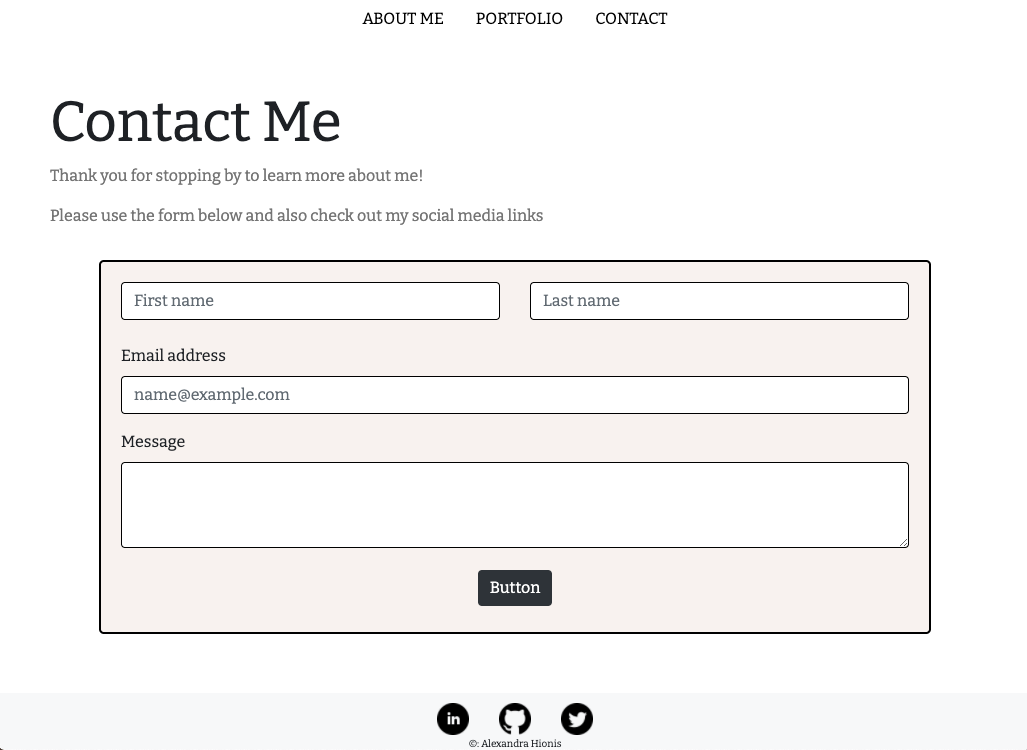 ABOUT ME PORTFOLIO CONTACT
Contact Me
Thank you for stopping by to learn more about me!
Please use the form below and also check out my social media links
First name Last name
Email address
name@example.com
Message
Button
in
©: Alexandra Hionis